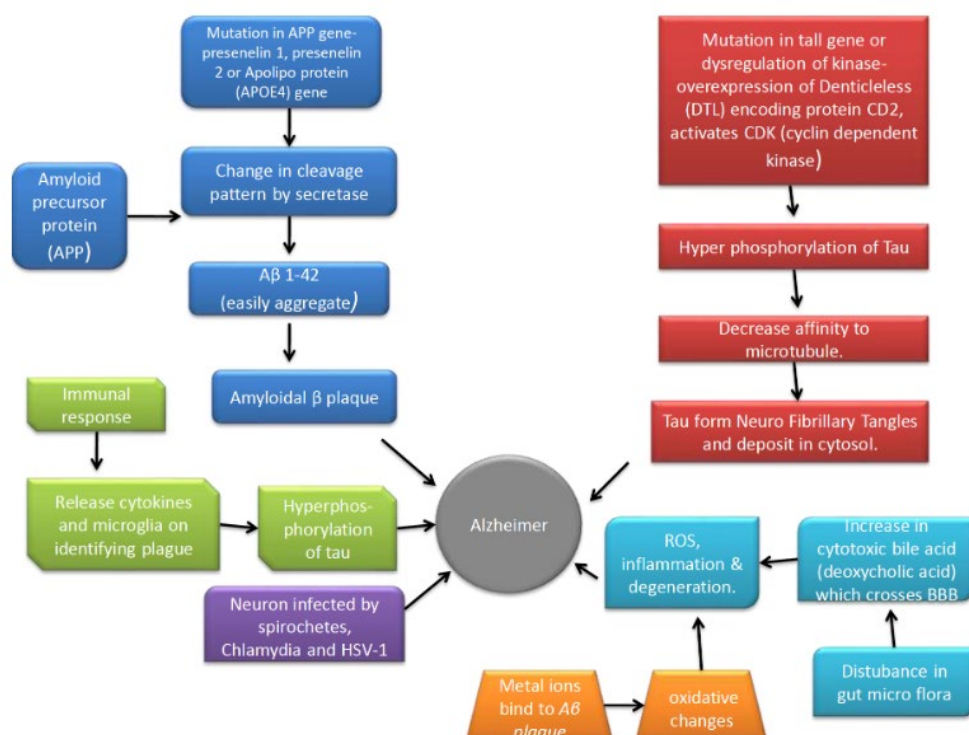 Mutation in APP gene-
presenelin 1, presenelin
2 or Apolipo protein
(APOE4) gene
Change in cleavage
pattern by secretase
Amyloid
precursor
protein
(APP)
Aβ 1-42
(easily aggregate)
Amyloidal β plaque
Immunal
response
Release cytokines
and microglia on
identifying plague
Hyperphos-
phorylation
of tau
Neuron infected by
spirochetes,
Chlamydia and HSV-1
Alzheimer
Mutation in tall gene or
dysregulation of kinase-
overexpression of Denticleless
(DTL) encoding protein CD2,
activates CDK (cyclin dependent
kinase)
Hyper phosphorylation of Tau
Decrease affinity to
microtubule.
Tau form Neuro Fibrillary Tangles
and deposit in cytosol.
ROS,
inflammation &
degeneration.
Increase in
cytotoxic bile acid
(deoxycholic acid)
which crosses BBB
Distubance in
gut micro flora
Metal ions
bind to Aβ
plaque
oxidative
changes